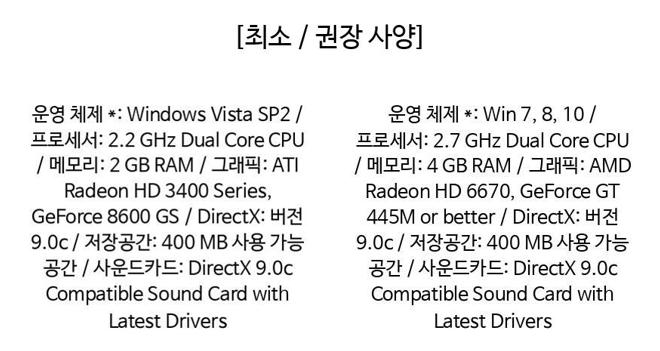 [최소 / 권장 사양]
운영 체제 *: Windows Vista SP2 /
프로세서: 2.2 GHz Dual Core CPU
/ 메모리: 2 GB RAM / 그래픽: ATI
Radeon HD 3400 Series,
GeForce 8600 GS / DirectX: 버전
9.0c / 저장공간: 400 MB 사용 가능
공간 / 사운드카드: DirectX 9.0c
Compatible Sound Card with
Latest Drivers
운영 체제 *: Win 7, 8, 10 /
프로세서: 2.7 GHz Dual Core CPU
/ 메모리: 4 GB RAM / 그래픽: AMD
Radeon HD 6670, GeForce GT
445M or better / DirectX: 버전
9.0c / 저장공간: 400 MB 사용 가능
공간 / 사운드카드: DirectX 9.0c
Compatible Sound Card with
Latest Drivers